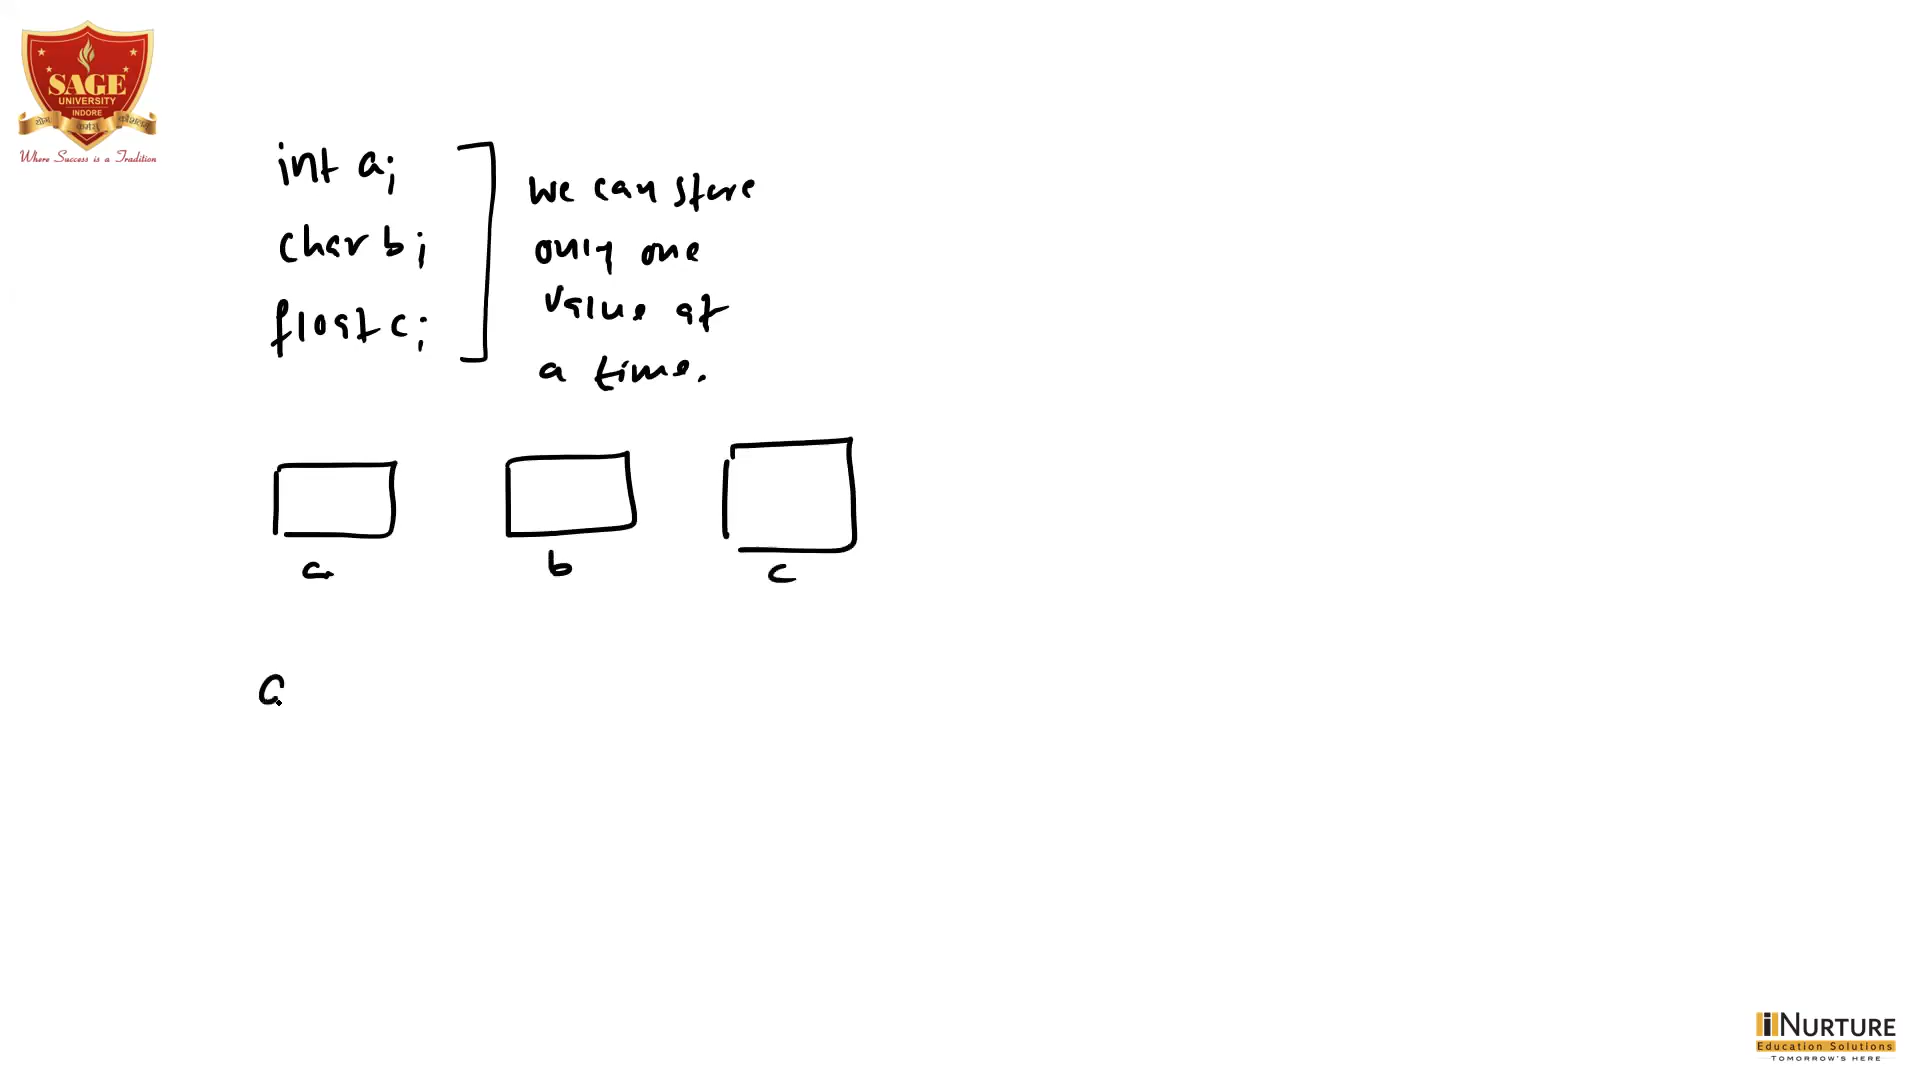 SAGE
UNIVERSITY
INDORE
Where Success is a Tradition
int a;
char b;
float c;
we can store
only one
value at
a time.
a
b
c
a
iNURTURE
Education Solutions
TOMORROW'S HERE